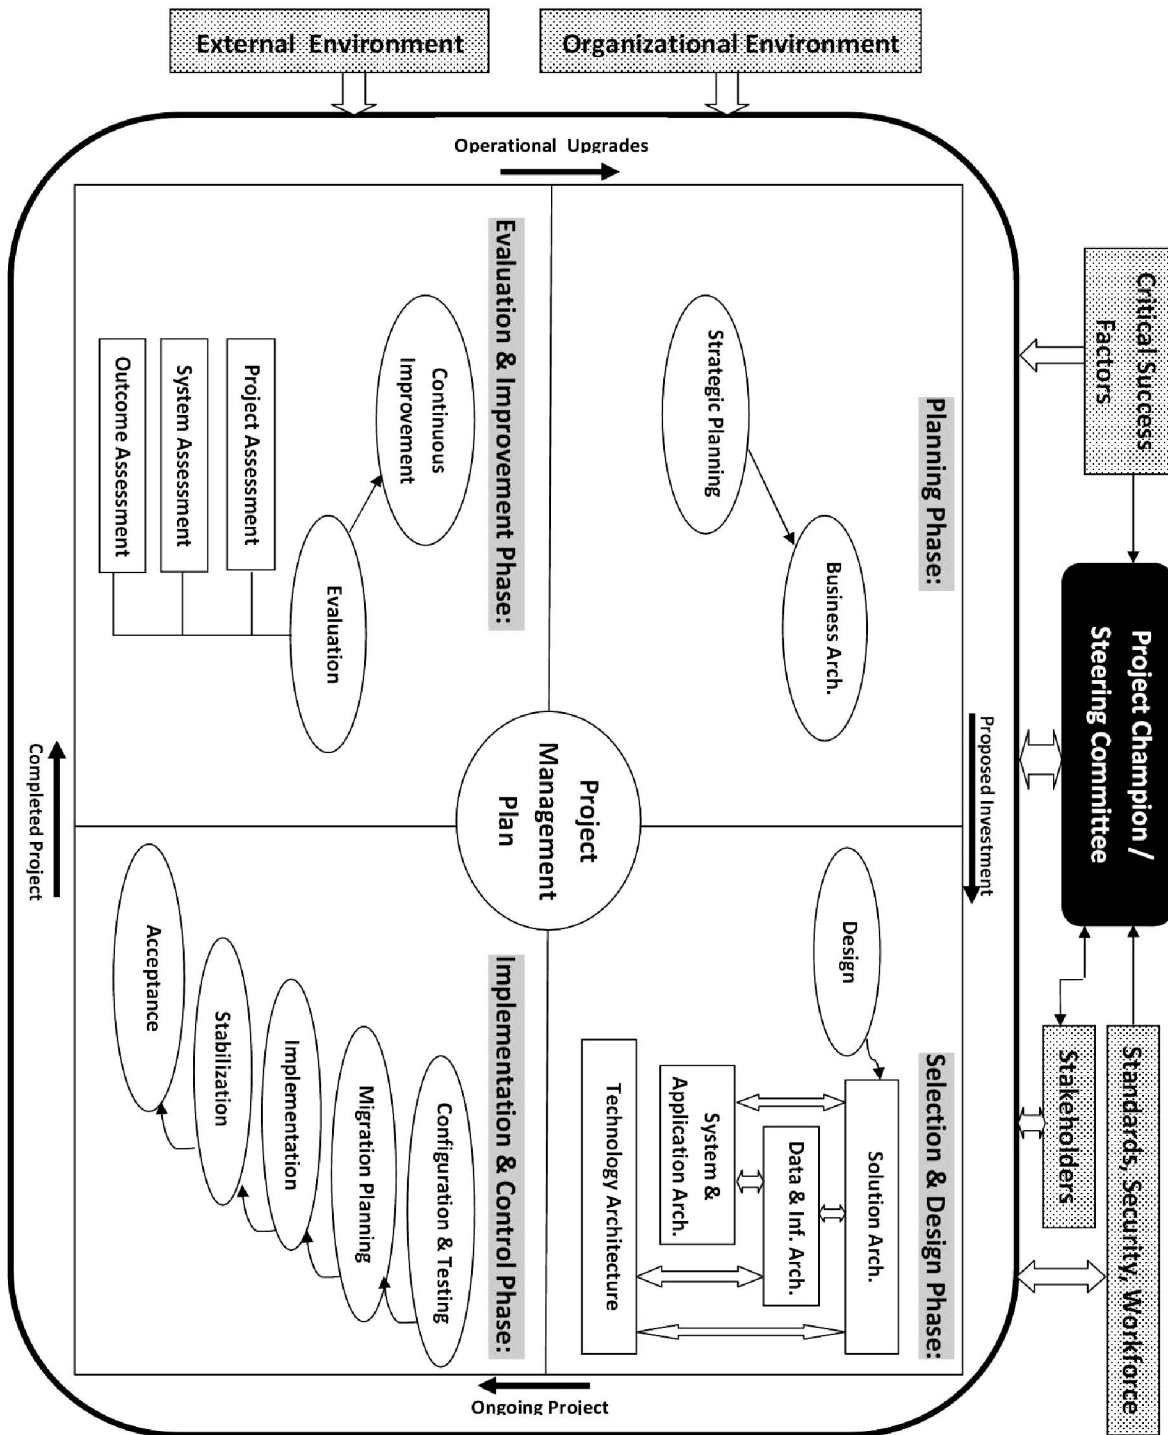 External  Environment
Organizational Environment
Critical Success
Factors
Project Champion /
Steering Committee
Standards, Security, Workforce
Stakeholders
Operational  Upgrades
Proposed Investment
Ongoing Project
Completed Project
Planning Phase:
Strategic Planning
Business Arch.
Selection & Design Phase:
Design
Solution Arch.
Data & Inf. Arch.
System &
Application Arch.
Technology Architecture
Project
Management
Plan
Evaluation & Improvement Phase:
Continuous
Improvement
Evaluation
Project Assessment
System Assessment
Outcome Assessment
Implementation & Control Phase:
Configuration & Testing
Migration Planning
Implementation
Stabilization
Acceptance